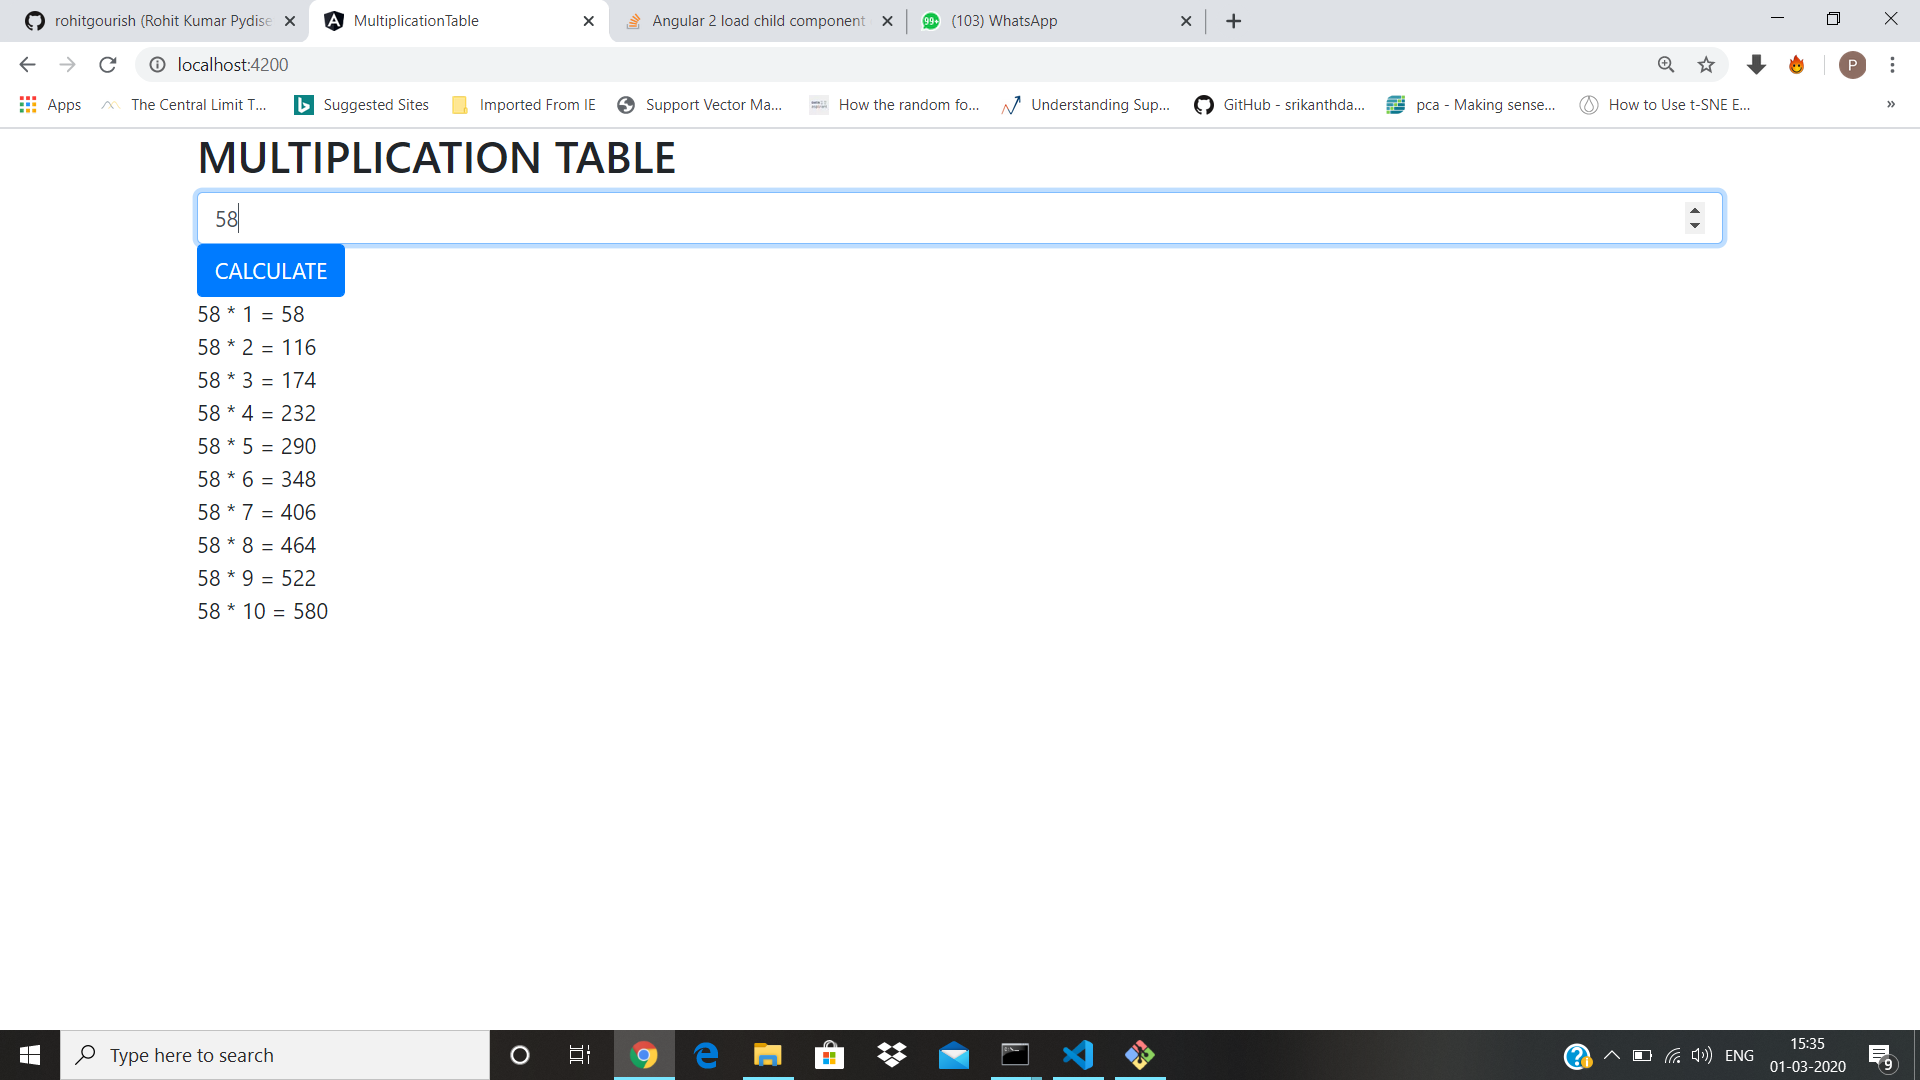 rohitgourish (Rohit Kumar Pydise
MultiplicationTable
Angular 2 load child component
99+ (103) WhatsApp
localhost:4200
P
Apps
The Central Limit T...
Suggested Sites
Imported From IE
Support Vector Ma...
How the random fo...
Understanding Sup...
GitHub - srikanthda...
pca - Making sense...
How to Use t-SNE E...
»
MULTIPLICATION TABLE
58
CALCULATE
58 * 1 = 58
58 * 2 = 116
58 * 3 = 174
58 * 4 = 232
58 * 5 = 290
58 * 6 = 348
58 * 7 = 406
58 * 8 = 464
58 * 9 = 522
58 * 10 = 580
Type here to search
ENG
15:35
01-03-2020
9